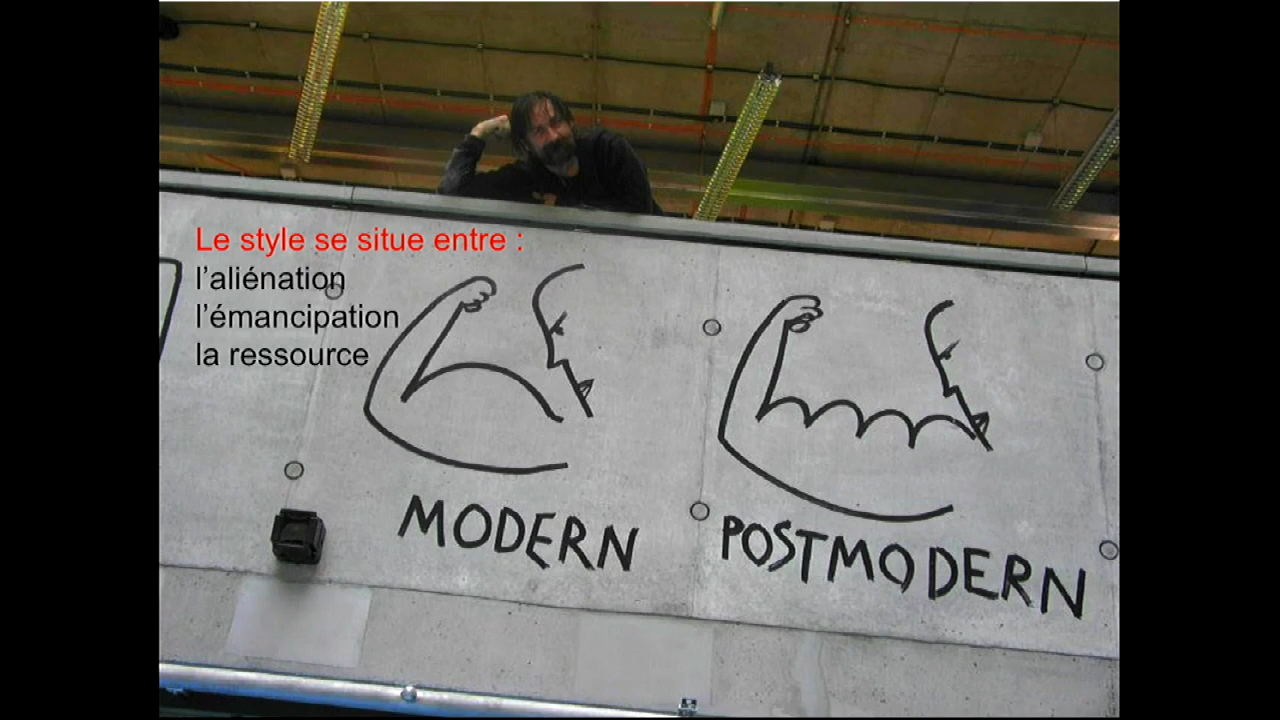 Le style se situe entre :
l’aliénation
l’émancipation
la ressource
MODERN
POSTMODERN